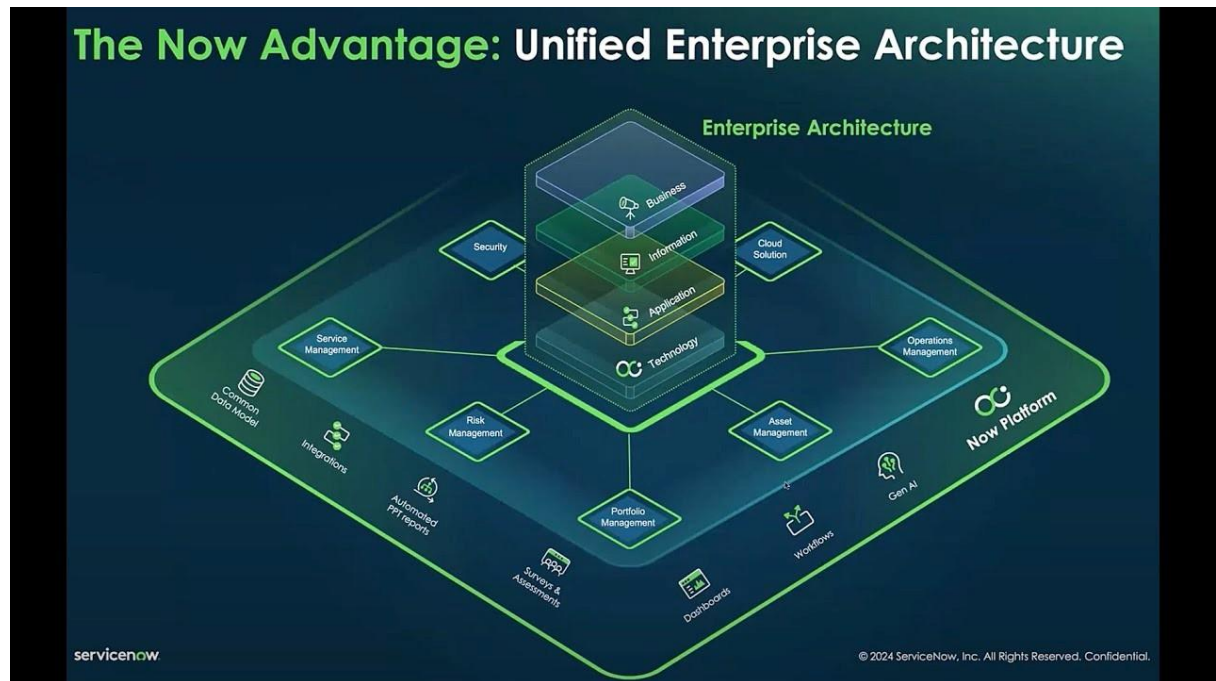 The Now Advantage: Unified Enterprise Architecture
Enterprise Architecture
Business
Information
Application
Technology
Security
Cloud
Solution
Service
Management
Operations
Management
Risk
Management
Asset
Management
Portfolio
Management
Common
Data Model
Integrations
Automated
PPT reports
Surveys &
Assessments
Dashboards
Workflows
Gen AI
Now Platform
servicenow.
© 2024 ServiceNow, Inc. All Rights Reserved. Confidential.